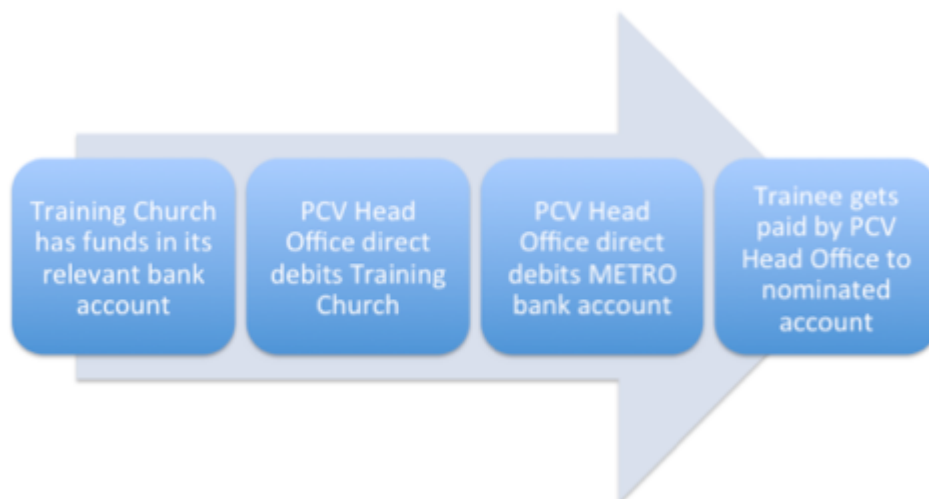 Training Church
has funds in its
relevant bank
account
PCV Head
Office direct
debits Training
Church
PCV Head
Office direct
debits METRO
bank account
Trainee gets
paid by PCV
Head Office to
nominated
account